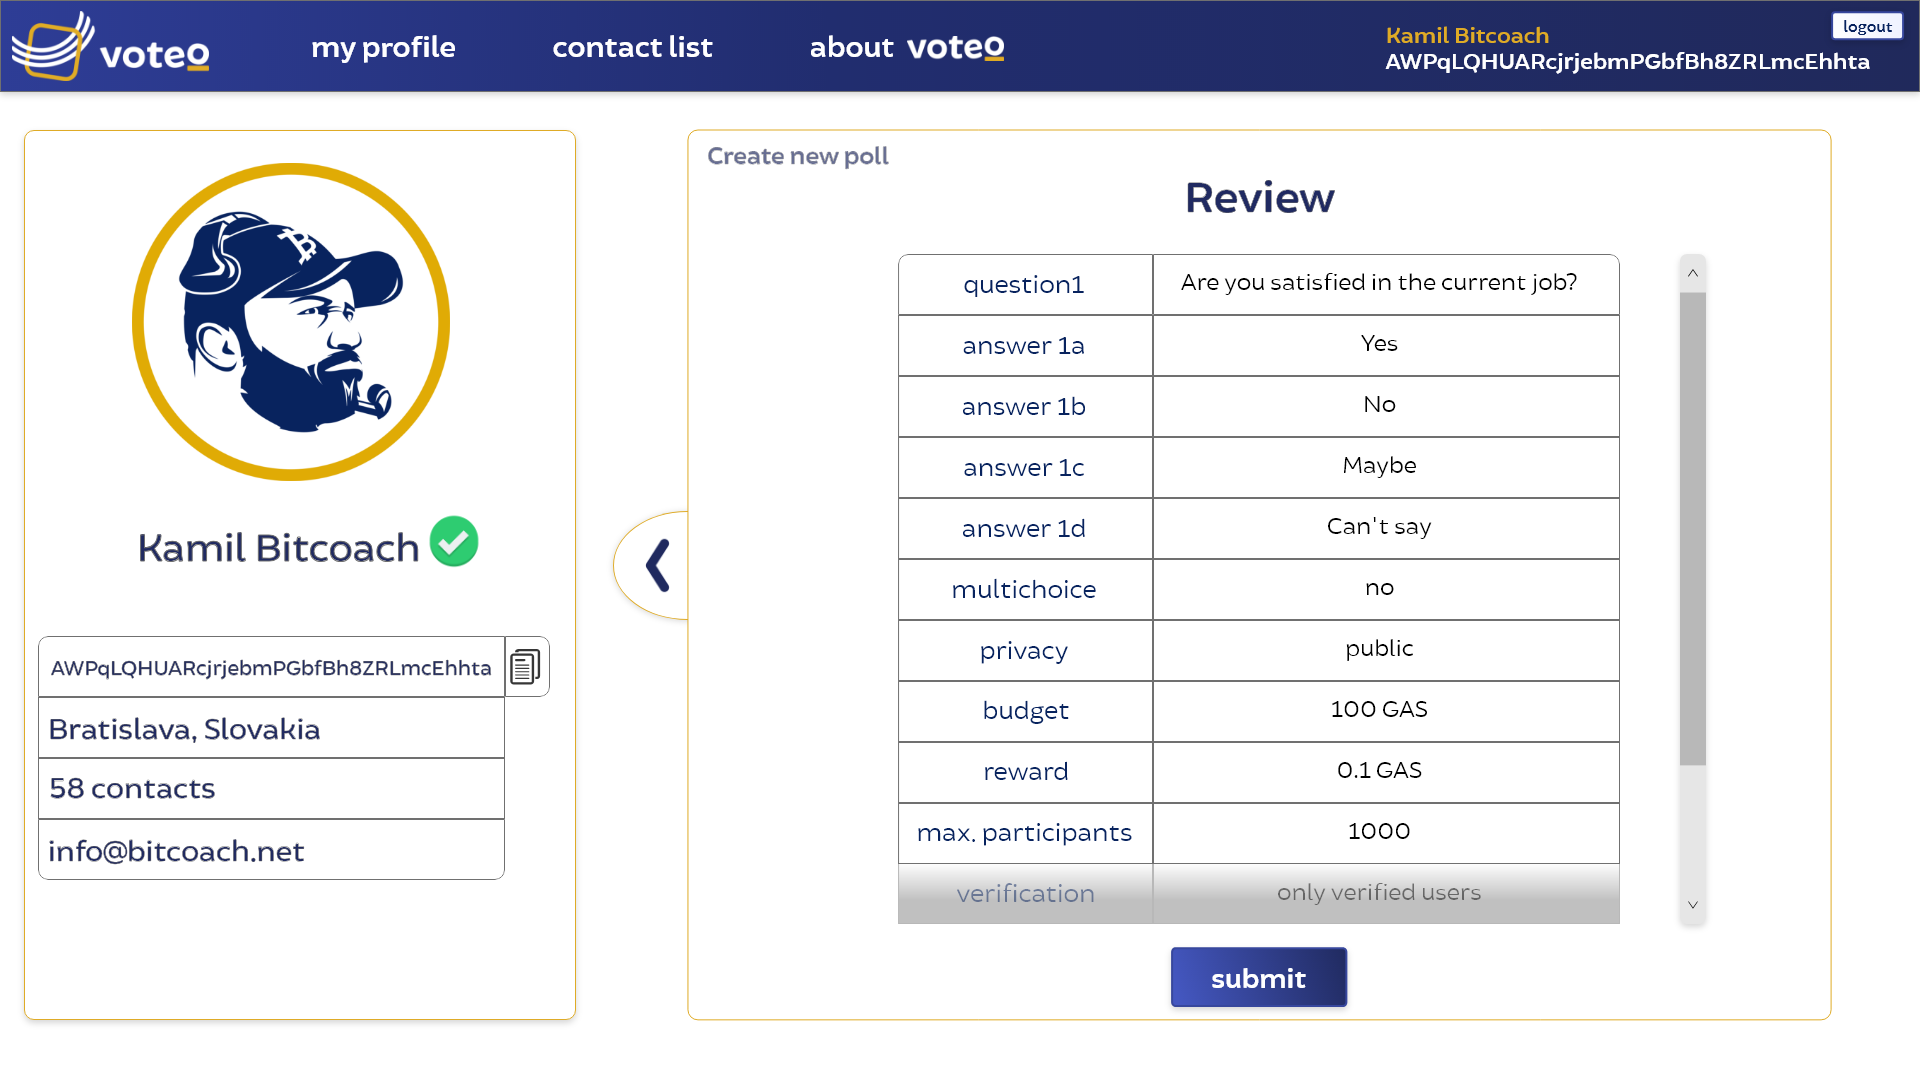 voteo
my profile
contact list
about voteo
Kamil Bitcoach
AWPqLQHUARcjrjebmPGbfBh8ZRLmcEhhta
logout
Kamil Bitcoach
AWPqLQHUARcjrjebmPGbfBh8ZRLmcEhhta
Bratislava, Slovakia
58 contacts
info@bitcoach.net
Create new poll
Review
question1 Are you satisfied in the current job?
answer 1a Yes
answer 1b No
answer 1c Maybe
answer 1d Can't say
multichoice no
privacy public
budget 100 GAS
reward 0.1 GAS
max. participants 1000
verification only verified users
submit